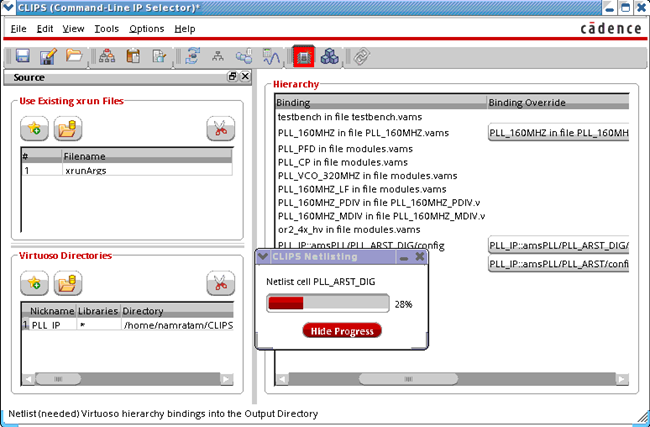 CLIPS (Command-Line IP Selector)*
File Edit View Tools Options Help
cādence
Source
Use Existing xrun Files
# Filename
1 xrunArgs
Virtuoso Directories
Nickname Libraries Directory
1 PLL_IP * /home/namratam/CLIPS
Hierarchy
Binding Binding Override
testbench in file testbench.vams
PLL_160MHZ in file PLL_160MHZ.vams PLL_160MHZ in file PLL_160MH
PLL_PFD in file modules.vams
PLL_CP in file modules.vams
PLL_VCO_320MHZ in file modules.vams
PLL_160MHZ_LF in file modules.vams
PLL_160MHZ_PDIV in file PLL_160MHZ_PDIV.v
PLL_160MHZ_MDIV in file PLL_160MHZ_MDIV.v
or2_4x_hv in file modules.vams
PLL_IP::amsPLL/PLL_ARST_DIG/config PLL_IP::amsPLL/PLL_ARST_DIG/
PLL_IP::amsPLL/PLL_ARST/confi
CLIPS Netlisting
Netlist cell PLL_ARST_DIG
28%
Hide Progress
Netlist (needed) Virtuoso hierarchy bindings into the Output Directory